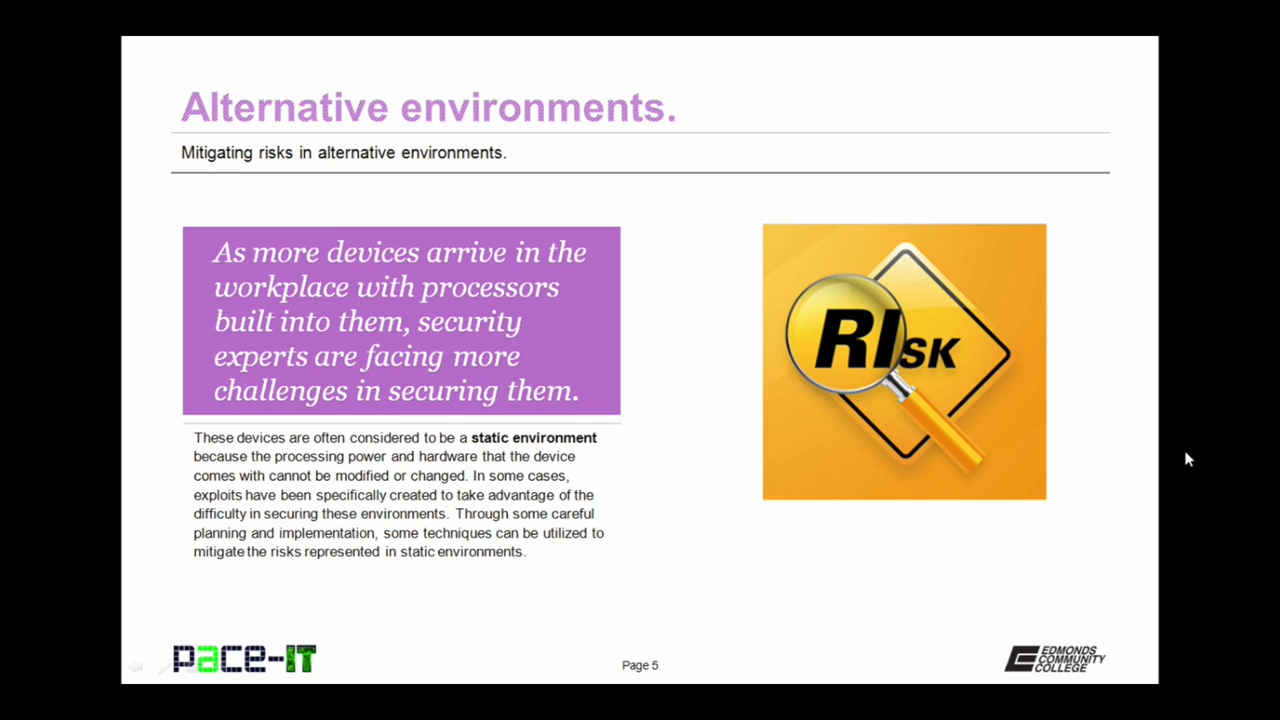 Alternative environments.
Mitigating risks in alternative environments.
As more devices arrive in the
workplace with processors
built into them, security
experts are facing more
challenges in securing them.
RIsk
These devices are often considered to be a static environment
because the processing power and hardware that the device
comes with cannot be modified or changed. In some cases,
exploits have been specifically created to take advantage of the
difficulty in securing these environments. Through some careful
planning and implementation, some techniques can be utilized to
mitigate the risks represented in static environments.
pace-IT
Page 5
EDMONDS
COMMUNITY
COLLEGE